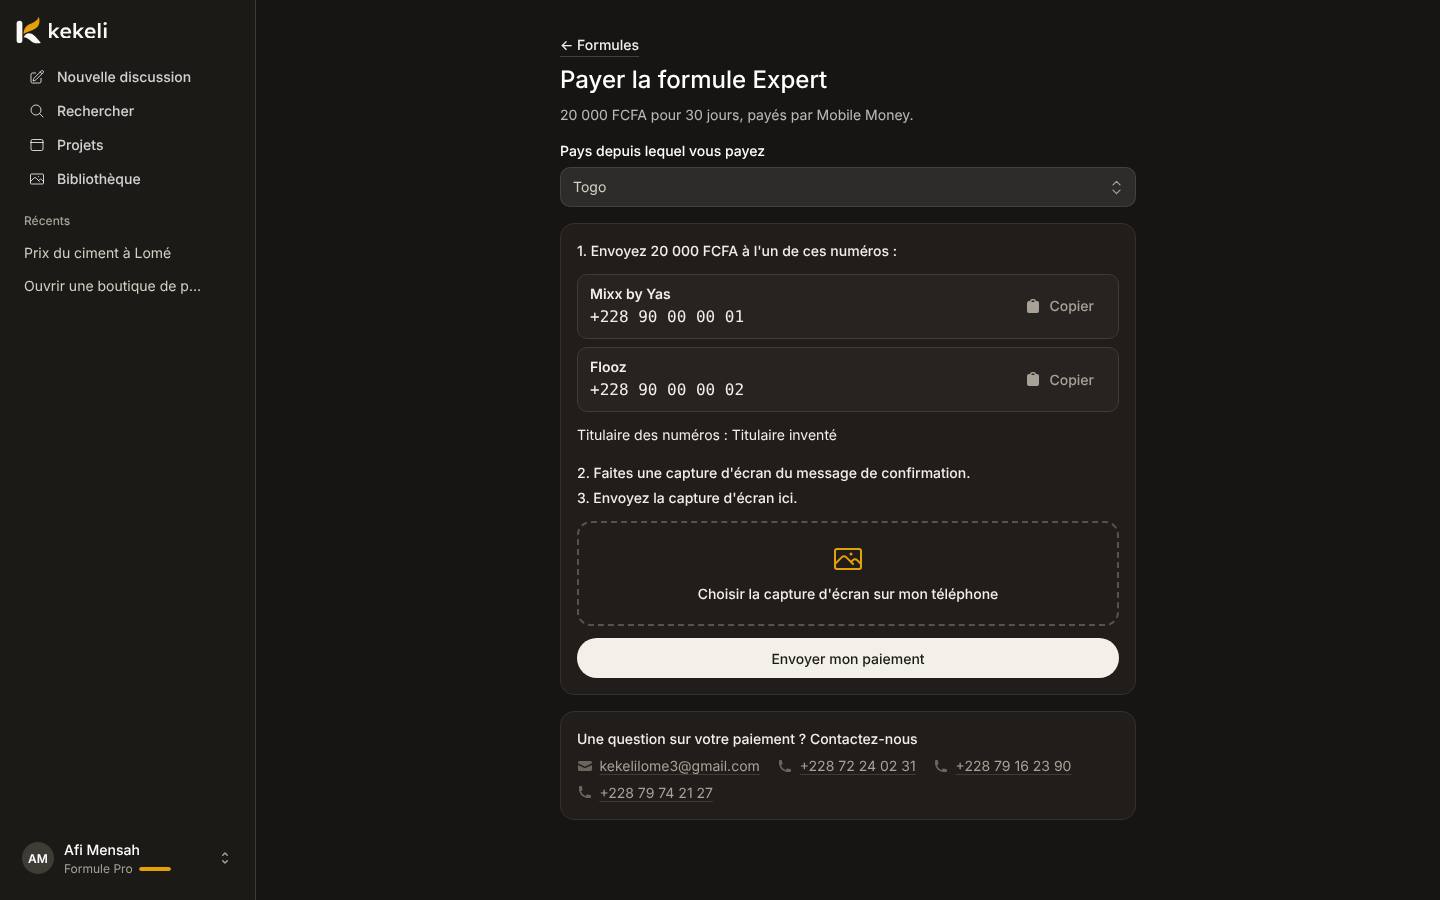 kekeli
Nouvelle discussion
Rechercher
Projets
Bibliothèque
Récents
Prix du ciment à Lomé
Ouvrir une boutique de p...
AM
Afi Mensah
Formule Pro
← Formules
Payer la formule Expert
20 000 FCFA pour 30 jours, payés par Mobile Money.
Pays depuis lequel vous payez
Togo
1. Envoyez 20 000 FCFA à l'un de ces numéros :
Mixx by Yas
+228 90 00 00 01
Copier
Flooz
+228 90 00 00 02
Copier
Titulaire des numéros : Titulaire inventé
2. Faites une capture d'écran du message de confirmation.
3. Envoyez la capture d'écran ici.
Choisir la capture d'écran sur mon téléphone
Envoyer mon paiement
Une question sur votre paiement ? Contactez-nous
kekelilome3@gmail.com +228 72 24 02 31 +228 79 16 23 90
+228 79 74 21 27